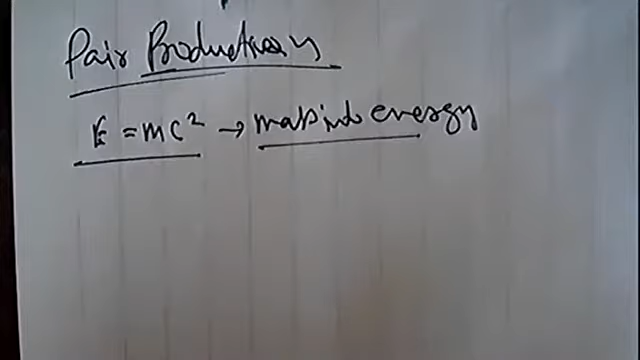 Pair Production
E = mc² → mass into energy